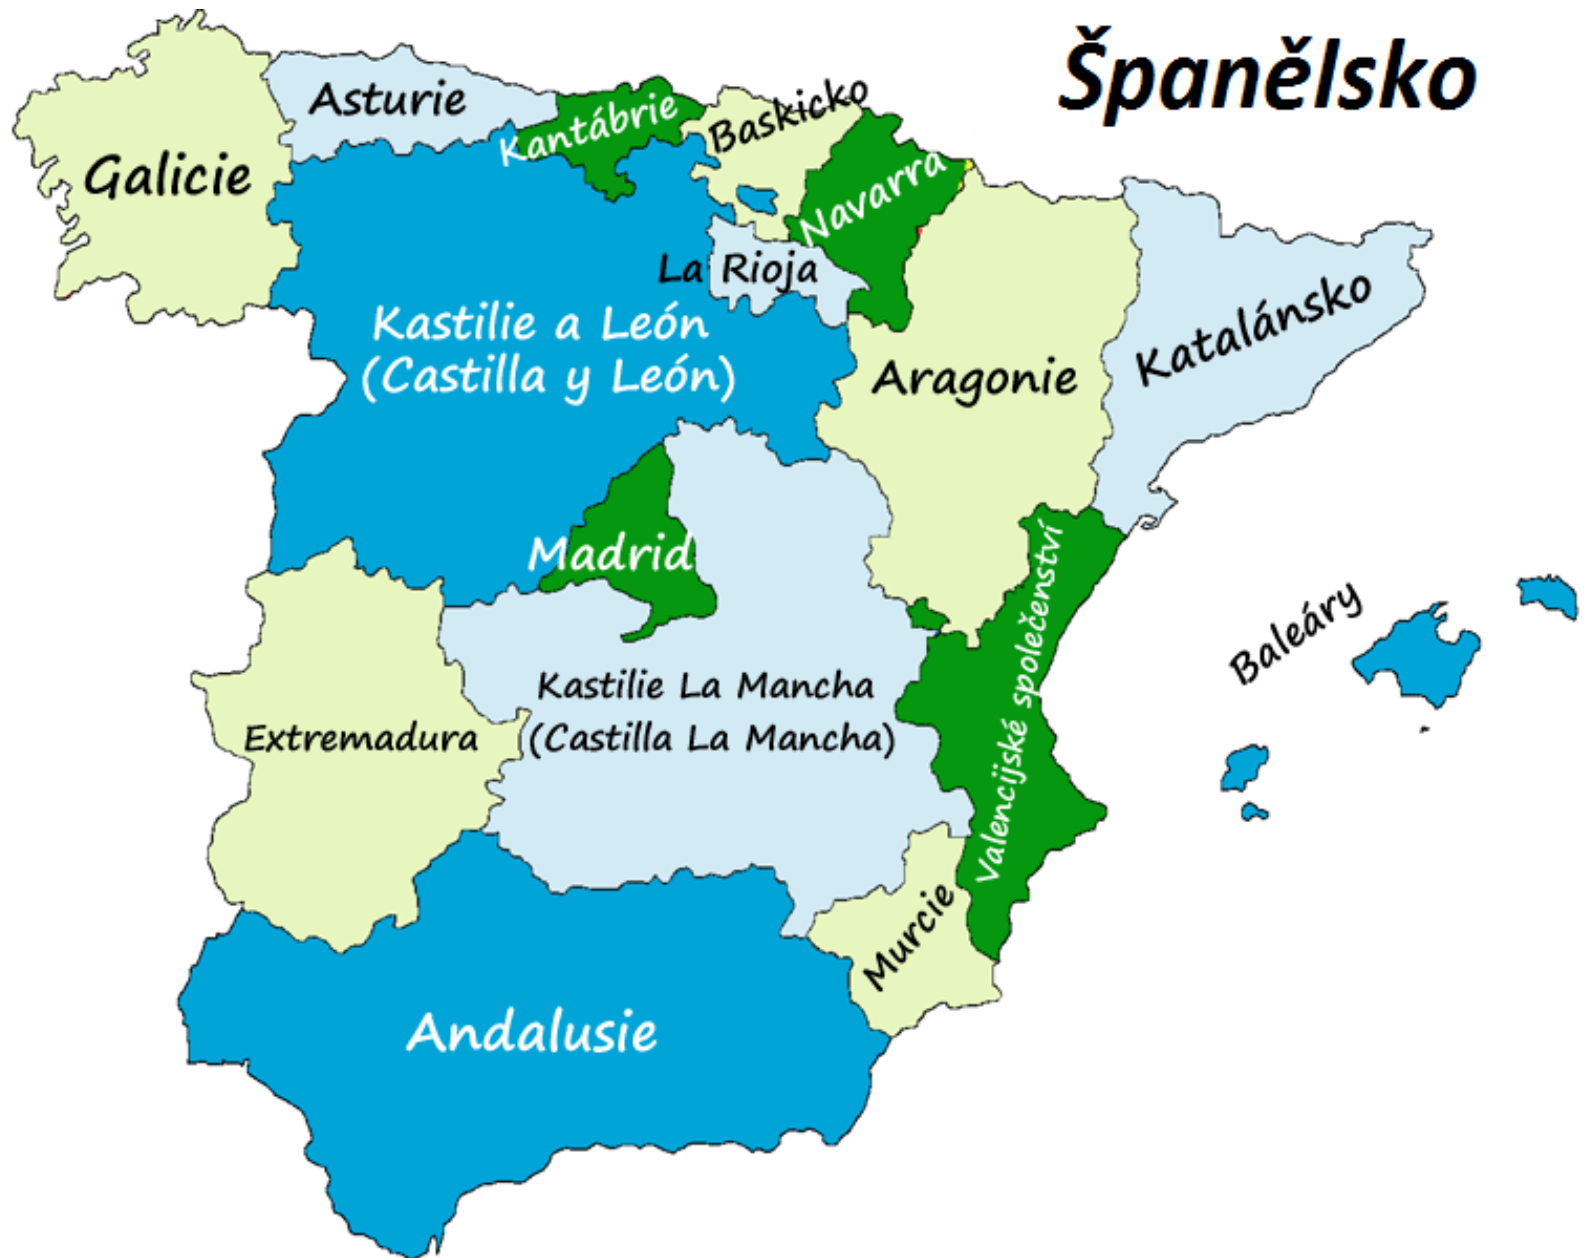 Španělsko
Asturie
Kantábrie
Baskicko
Galicie
Navarra
La Rioja
Kastilie a León
(Castilla y León)
Aragonie
Katalánsko
Madrid
Valencijské společenství
Baleáry
Kastilie La Mancha
(Castilla La Mancha)
Extremadura
Murcie
Andalusie